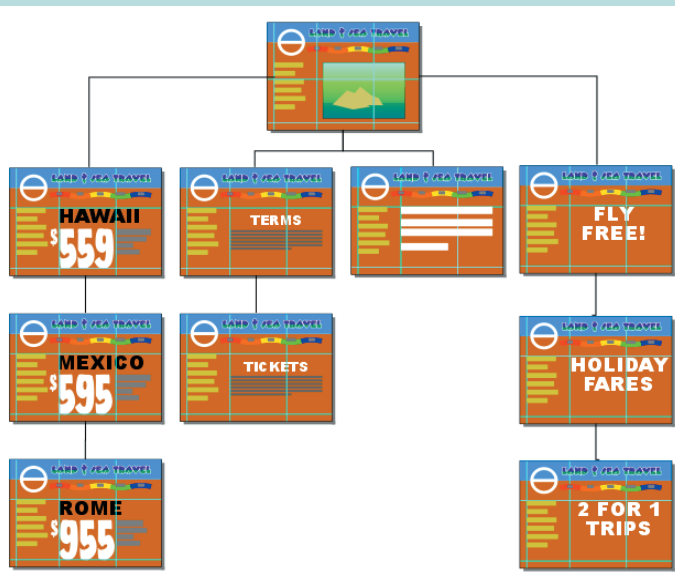 LAND & SEA TRAVEL
LAND & SEA TRAVEL
HAWAII
$559
LAND & SEA TRAVEL
TERMS
LAND & SEA TRAVEL
LAND & SEA TRAVEL
FLY
FREE!
LAND & SEA TRAVEL
MEXICO
$595
LAND & SEA TRAVEL
TICKETS
LAND & SEA TRAVEL
HOLIDAY
FARES
LAND & SEA TRAVEL
ROME
$955
LAND & SEA TRAVEL
2 FOR 1
TRIPS